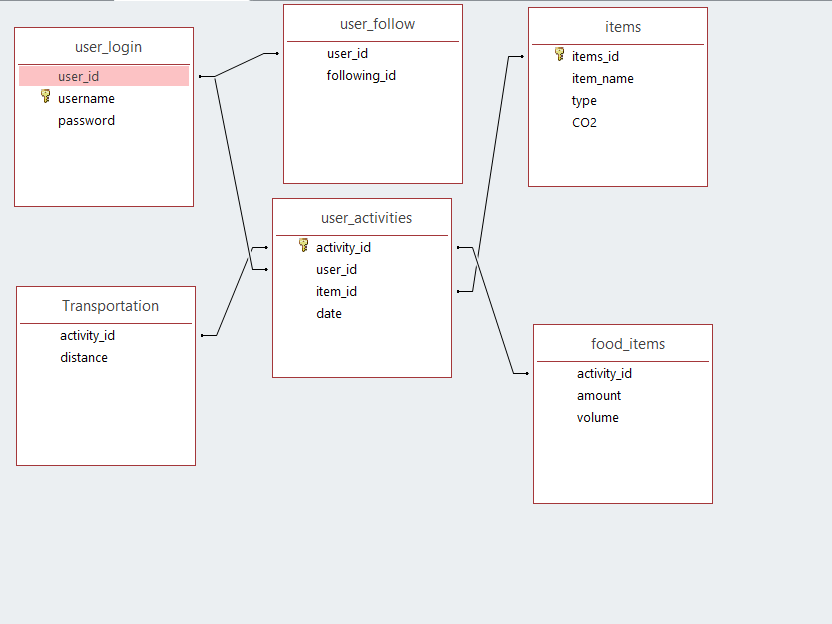 user_login
user_id
username
password
user_follow
user_id
following_id
items
items_id
item_name
type
CO2
user_activities
activity_id
user_id
item_id
date
Transportation
activity_id
distance
food_items
activity_id
amount
volume